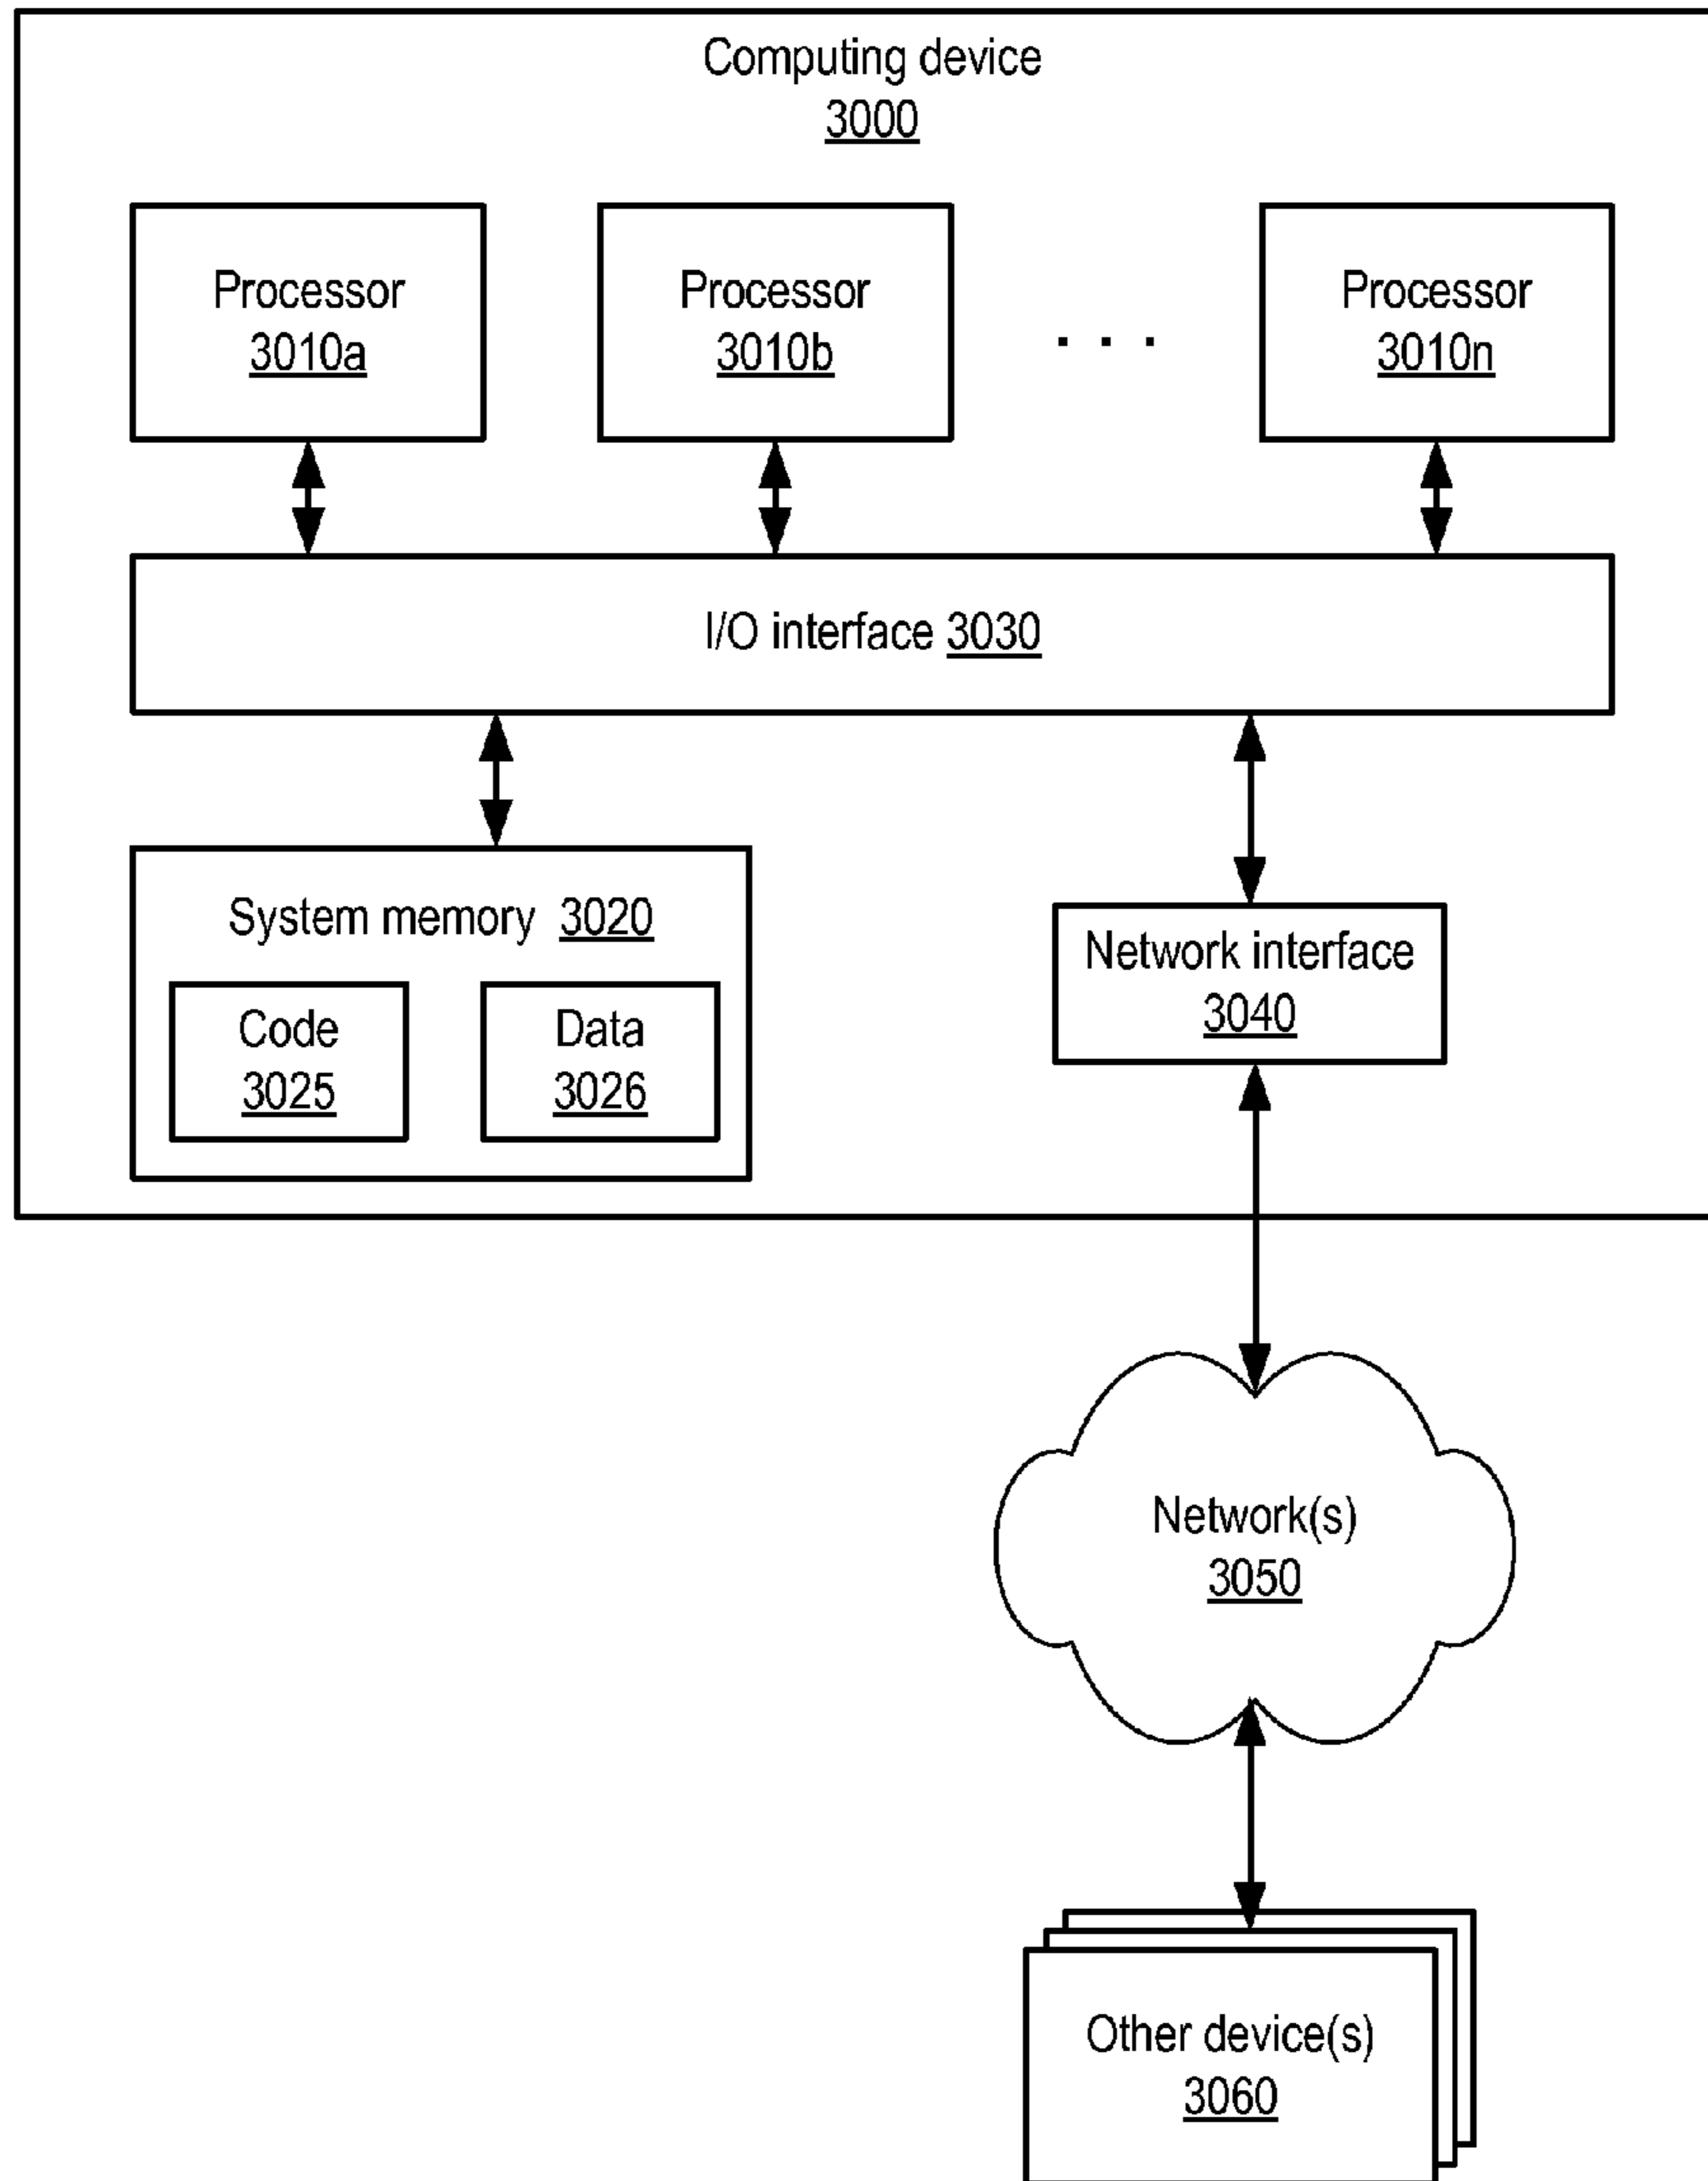 Computing device
3000
Processor
3010a
Processor
3010b
. . .
Processor
3010n
I/O interface 3030
System memory 3020
Code
3025
Data
3026
Network interface
3040
Network(s)
3050
Other device(s)
3060